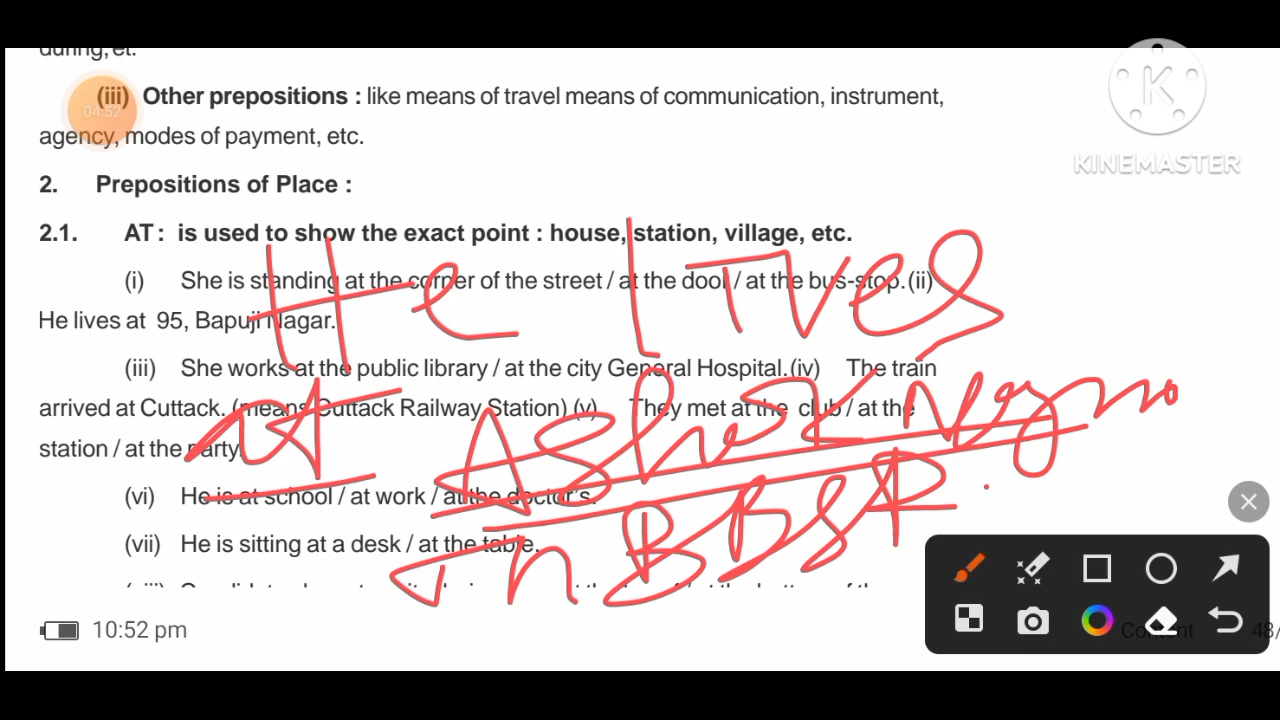 during, et.
(iii) Other prepositions : like means of travel means of communication, instrument,
04:52
agency, modes of payment, etc.
KINEMASTER
2. Prepositions of Place :
2.1. AT : is used to show the exact point : house, station, village, etc.
(i) She is standing at the corner of the street / at the door / at the bus-stop.(ii)
He lives at 95, Bapuji Nagar.
He lives
(iii) She works at the public library / at the city General Hospital.(iv) The train
arrived at Cuttack. (means Cuttack Railway Station) (v) They met at the club / at the
at Ashok
station / at the party.
(vi) He is at school / at work / at the doctor's.
In BBSR.
(vii) He is sitting at a desk / at the table.
10:52 pm
Content 48/